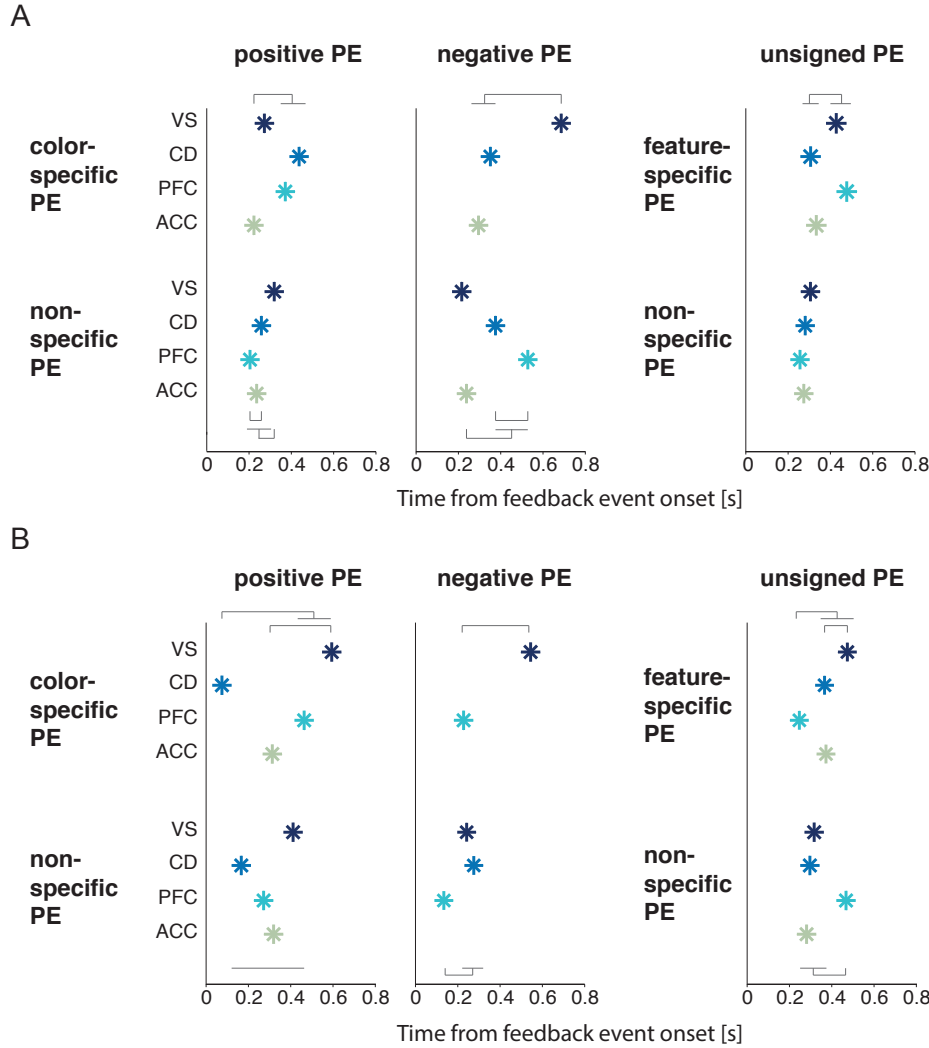 A
positive PE
negative PE
unsigned PE
color-
specific
PE
VS
CD
PFC
ACC
feature-
specific
PE
non-
specific
PE
VS
CD
PFC
ACC
non-
specific
PE
0 0.2 0.4 0.6 0.8
0 0.2 0.4 0.6 0.8
0 0.2 0.4 0.6 0.8
Time from feedback event onset [s]
B
positive PE
negative PE
unsigned PE
color-
specific
PE
VS
CD
PFC
ACC
feature-
specific
PE
non-
specific
PE
VS
CD
PFC
ACC
non-
specific
PE
0 0.2 0.4 0.6 0.8
0 0.2 0.4 0.6 0.8
0 0.2 0.4 0.6 0.8
Time from feedback event onset [s]